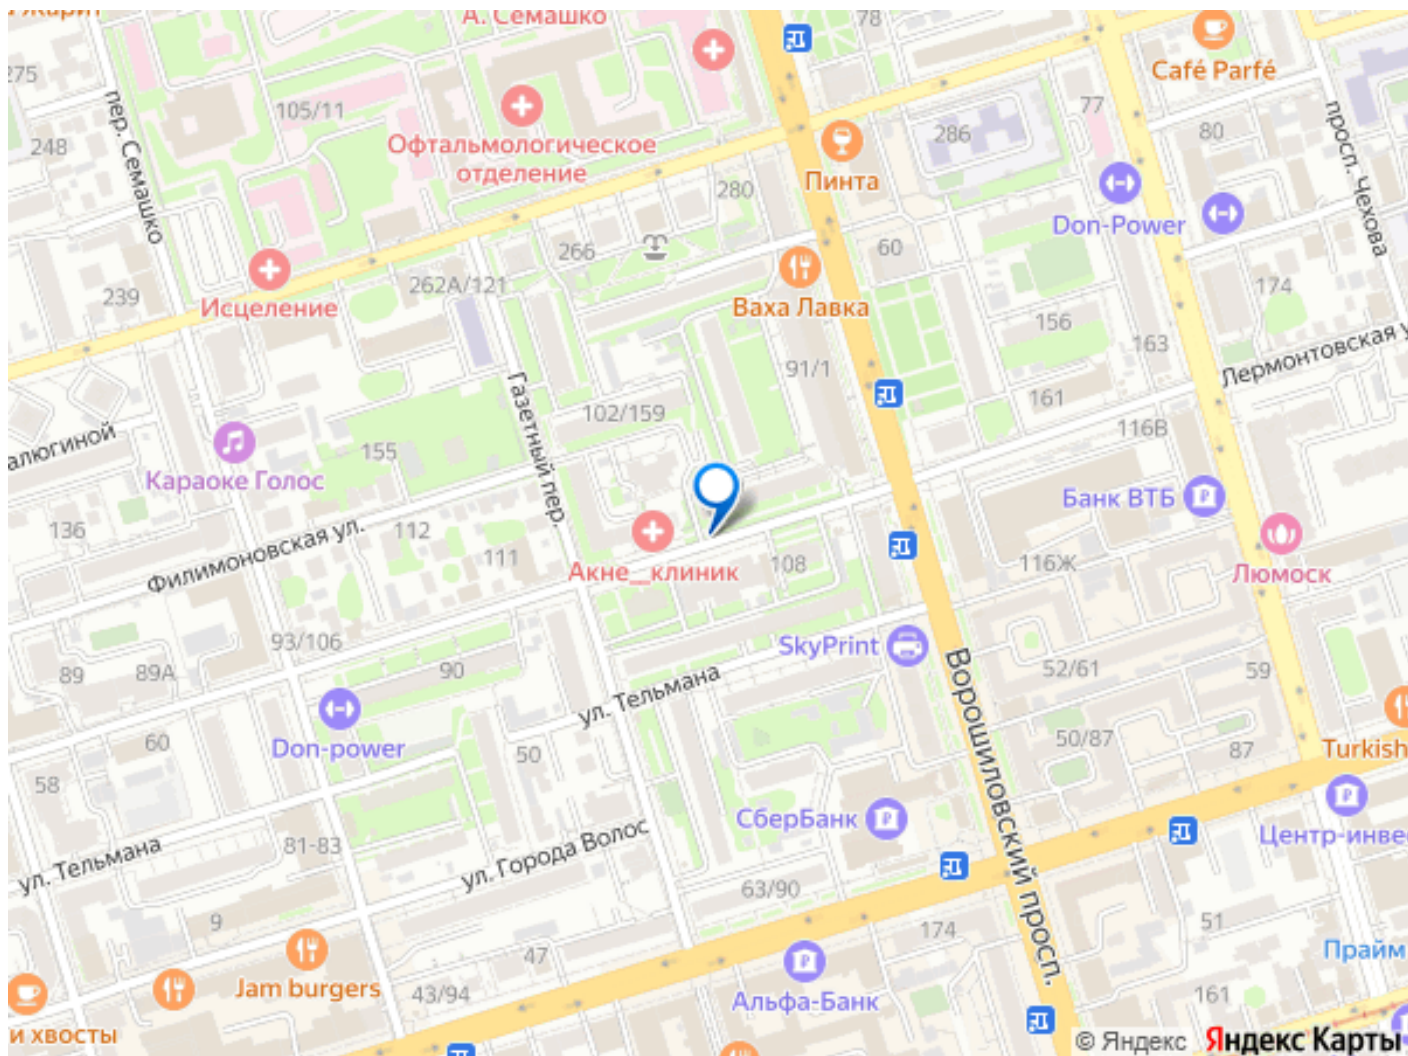 Жарит
А. Семашко
78
Café Parfé
275
105/11
пер. Семашко
77
286
80
просп. Чехова
248
Офтальмологическое
отделение
Пинта
280
Don-Power
60
266
262А/121
239
Исцеление
Ваха Лавка
174
156
163
Лермонтовская у
91/1
Газетный пер.
102/159
161
116В
алюгиной
155
Караоке Голос
Банк ВТБ
136
112
Филимоновская ул.
111
Акне_клиник
108
116Ж
Люмоск
93/106
SkyPrint
89
89А
90
52/61
59
ул. Тельмана
Ворошиловский просп.
60
Don-power
50
50/87
87
Turkish
58
СберБанк
Центр-инвес
81-83
ул. Тельмана
ул. Города Волос
63/90
9
174
51
47
Прайм
Jam burgers
43/94
Альфа-Банк
161
и хвосты
© Яндекс Яндекс Карты